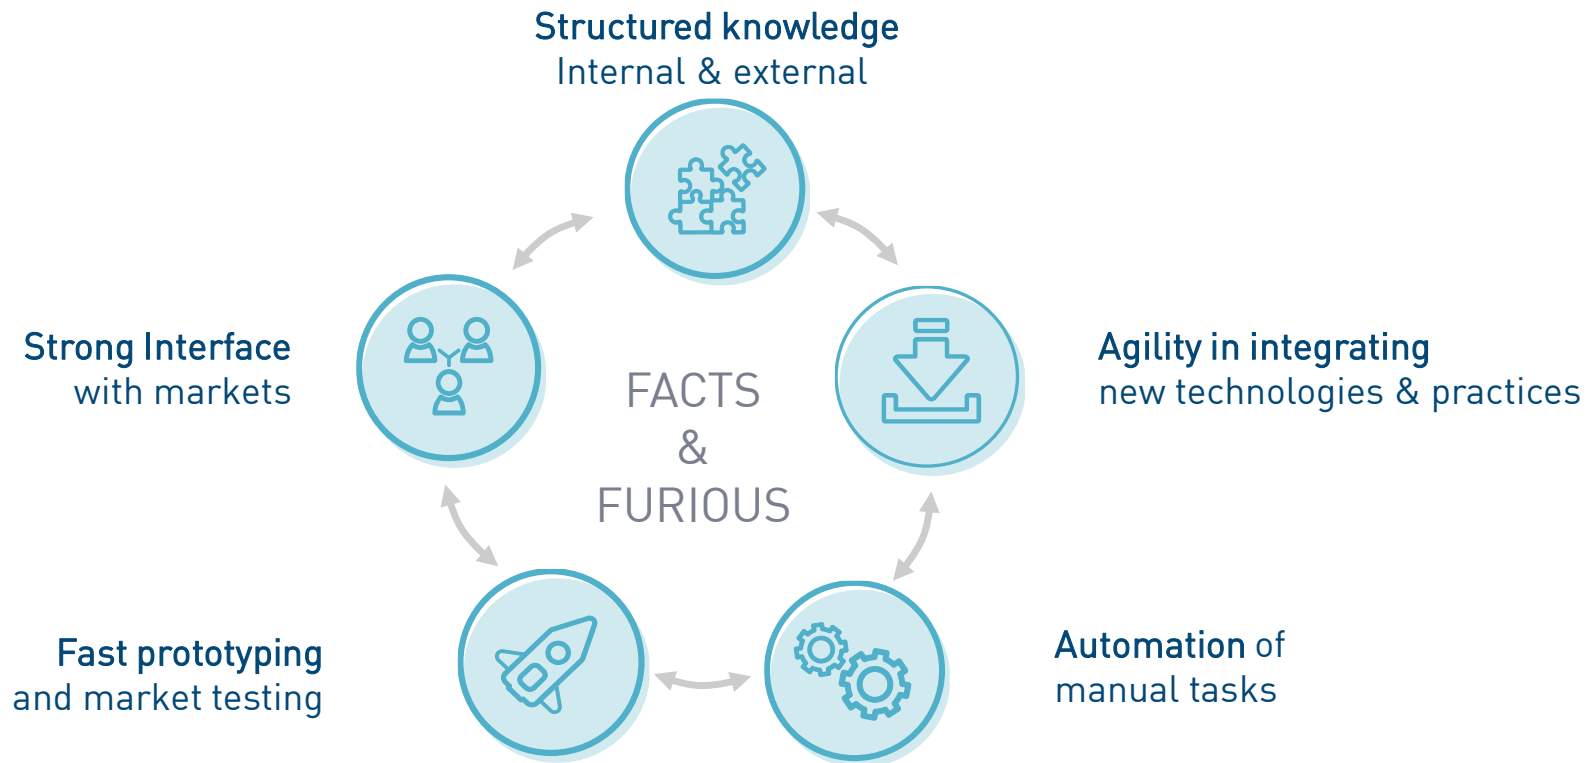 Structured knowledge
Internal & external
Strong Interface
with markets
FACTS
&
FURIOUS
Agility in integrating
new technologies & practices
Fast prototyping
and market testing
Automation of
manual tasks